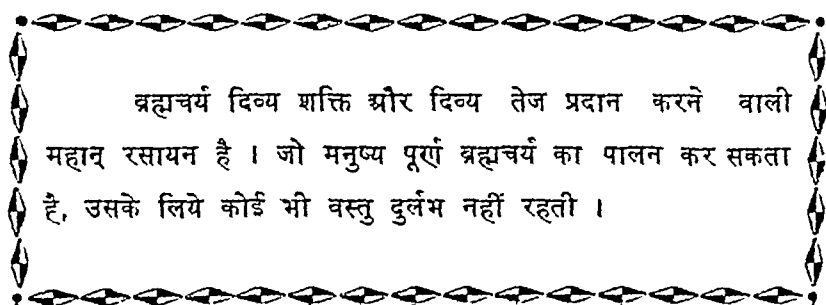 ब्रह्मचर्य दिव्य शक्ति और दिव्य तेज प्रदान करने वाली
महान् रसायन है । जो मनुष्य पूर्ण ब्रह्मचर्य का पालन कर सकता
है, उसके लिये कोई भी वस्तु दुर्लभ नहीं रहती ।